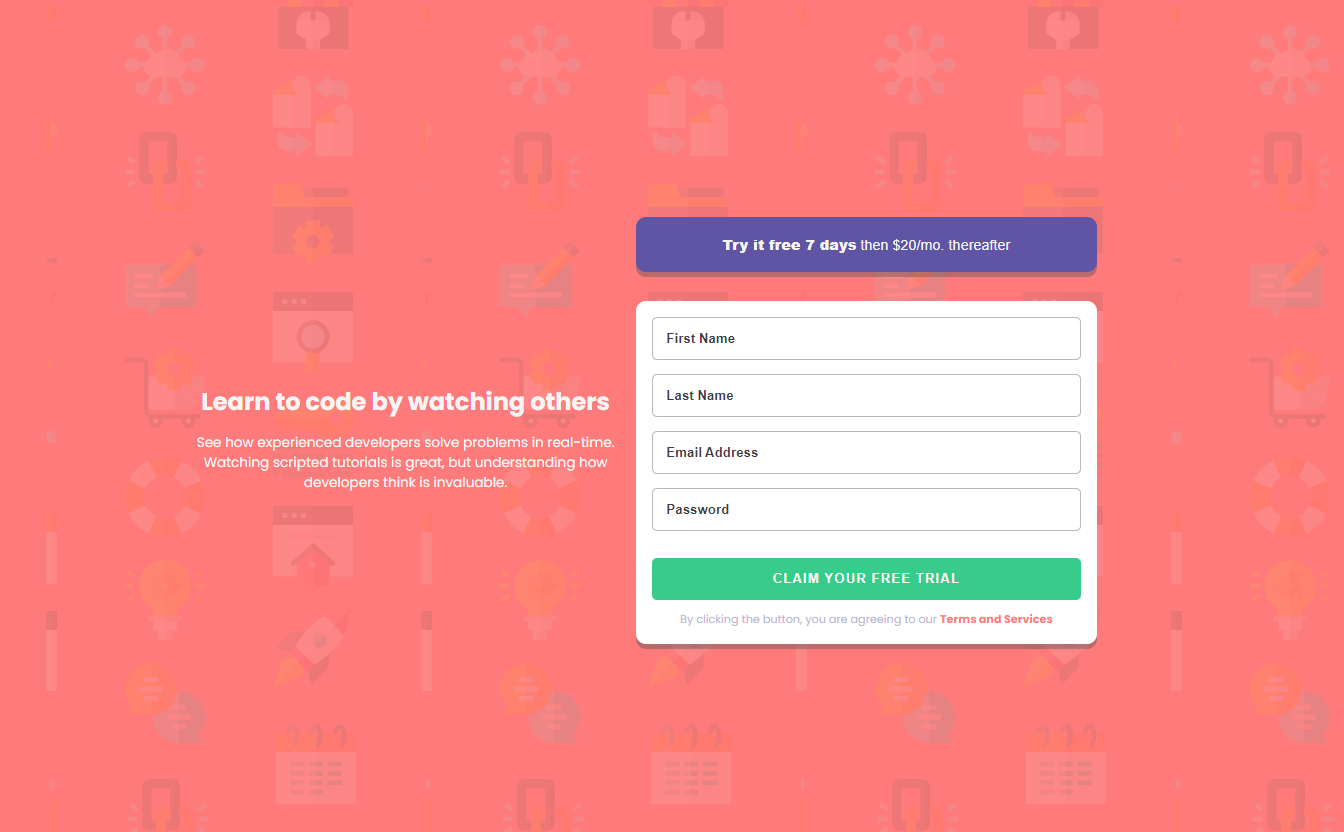 Learn to code by watching others
See how experienced developers solve problems in real-time.
Watching scripted tutorials is great, but understanding how
developers think is invaluable.
Try it free 7 days then $20/mo. thereafter
First Name
Last Name
Email Address
Password
CLAIM YOUR FREE TRIAL
By clicking the button, you are agreeing to our Terms and Services